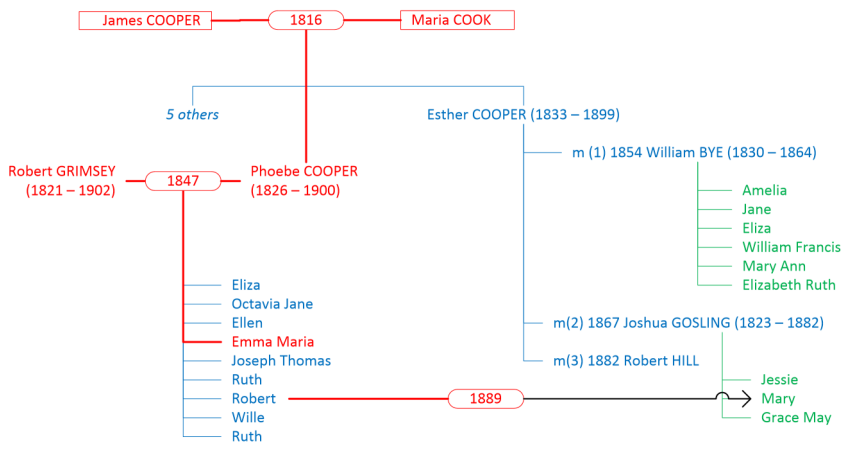 James COOPER 1816 Maria COOK
5 others Esther COOPER (1833 – 1899)
m (1) 1854 William BYE (1830 – 1864)
Robert GRIMSEY
(1821 – 1902)
1847
Phoebe COOPER
(1826 – 1900)
Amelia
Jane
Eliza
William Francis
Mary Ann
Elizabeth Ruth
Eliza
Octavia Jane
Ellen
Emma Maria
Joseph Thomas
Ruth
Robert
Wille
Ruth
m(2) 1867 Joshua GOSLING (1823 – 1882)
m(3) 1882 Robert HILL
1889
Jessie
Mary
Grace May